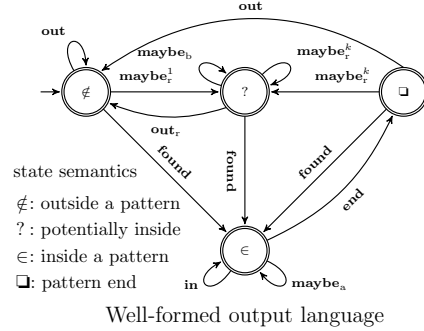 out
out
maybe_b
maybe_r^k
maybe_r^1
maybe_r^k
∉
?
❏
out_r
found
found
found
end
state semantics
∉: outside a pattern
? : potentially inside
∈: inside a pattern
❏: pattern end
∈
in
maybe_a
Well-formed output language